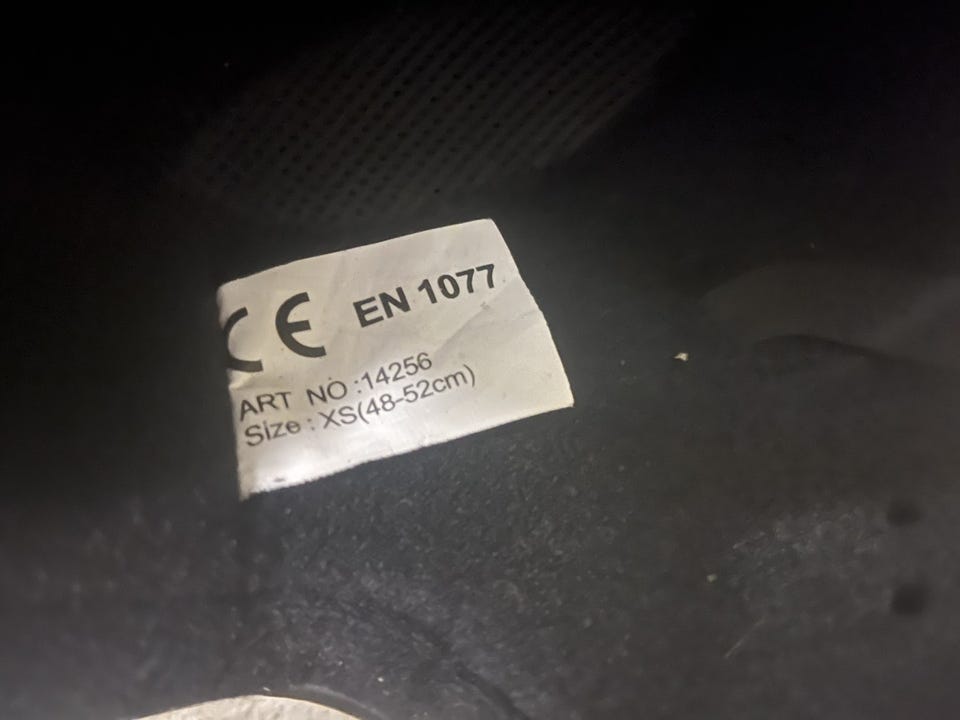 CE EN 1077
ART NO :14256
Size : XS(48-52cm)